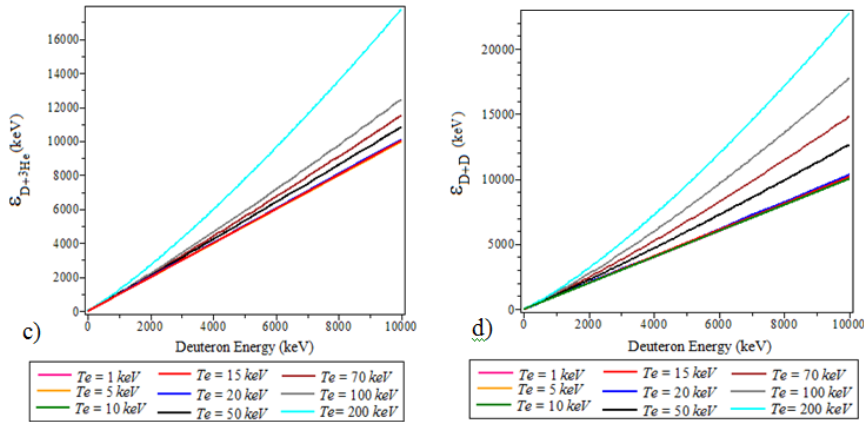 16000
14000
12000
10000
8000
6000
4000
2000
0
ε D+3He (keV)
0 2000 4000 6000 8000 10000
c)
Deuteron Energy (keV)
Te = 1 keV
Te = 5 keV
Te = 10 keV
Te = 15 keV
Te = 20 keV
Te = 50 keV
Te = 70 keV
Te = 100 keV
Te = 200 keV
20000
15000
10000
5000
0
ε D+D (keV)
0 2000 4000 6000 8000 10000
d)
Deuteron Energy (keV)
Te = 1 keV
Te = 5 keV
Te = 10 keV
Te = 15 keV
Te = 20 keV
Te = 50 keV
Te = 70 keV
Te = 100 keV
Te = 200 keV